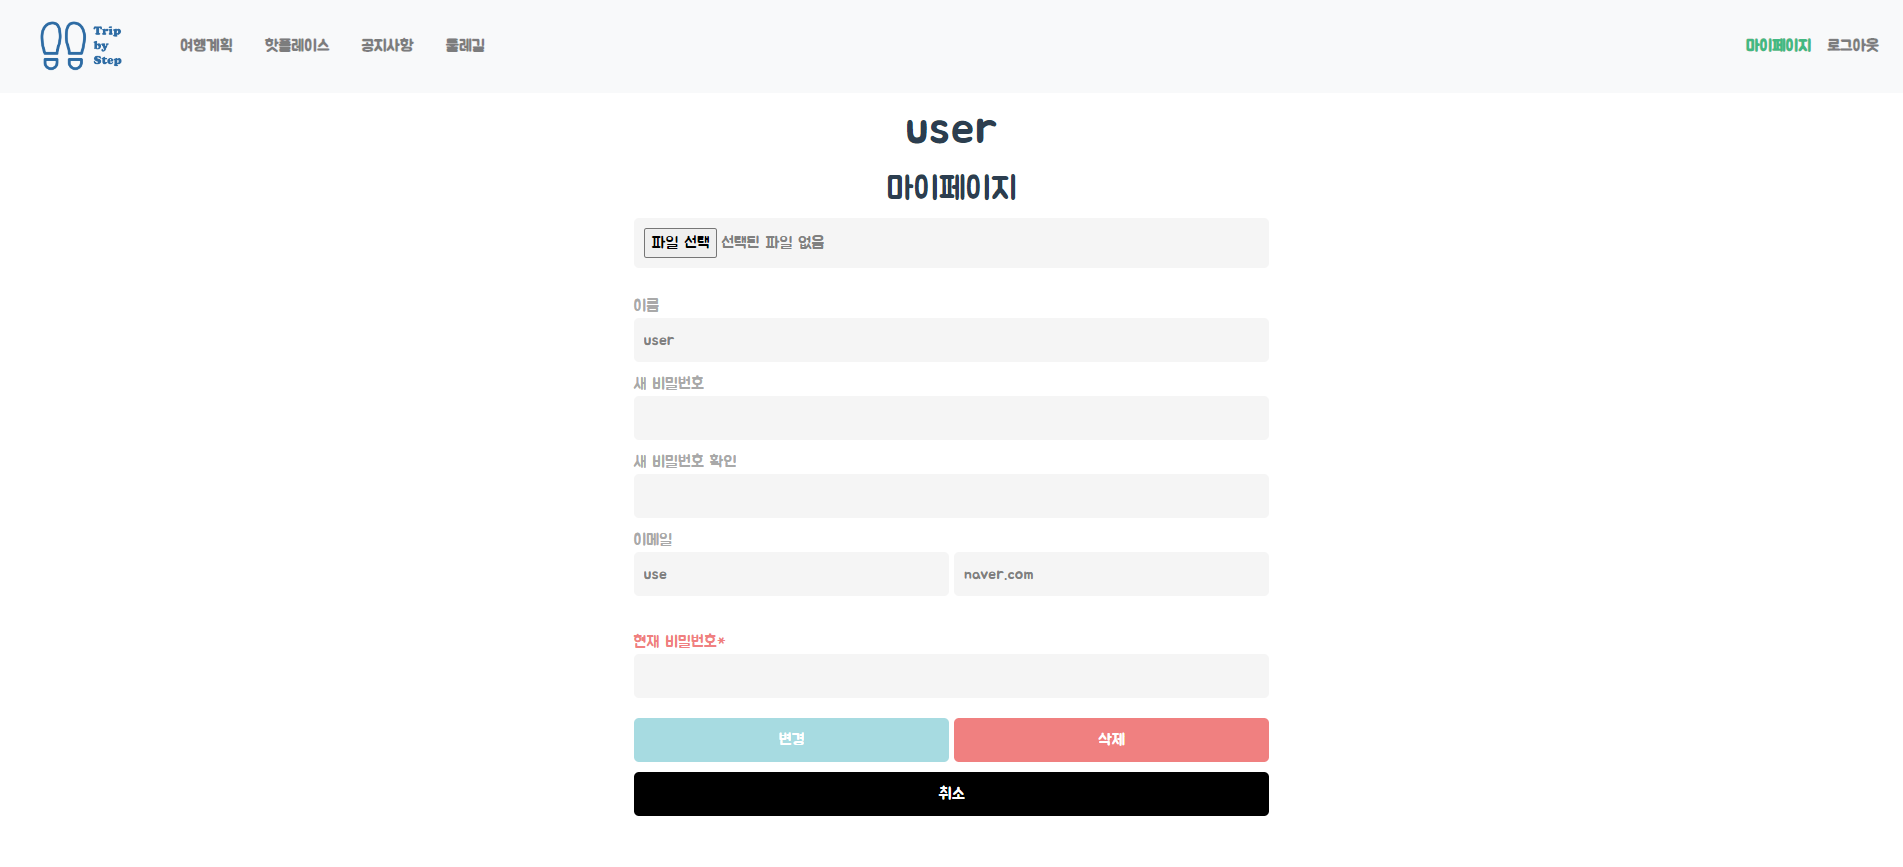 Trip
by
Step
여행계획 핫플레이스 공지사항 둘레길 마이페이지 로그아웃
user
마이페이지
파일 선택 선택된 파일 없음
이름
user
새 비밀번호
새 비밀번호 확인
이메일
use naver.com
현재 비밀번호*
변경 삭제
취소